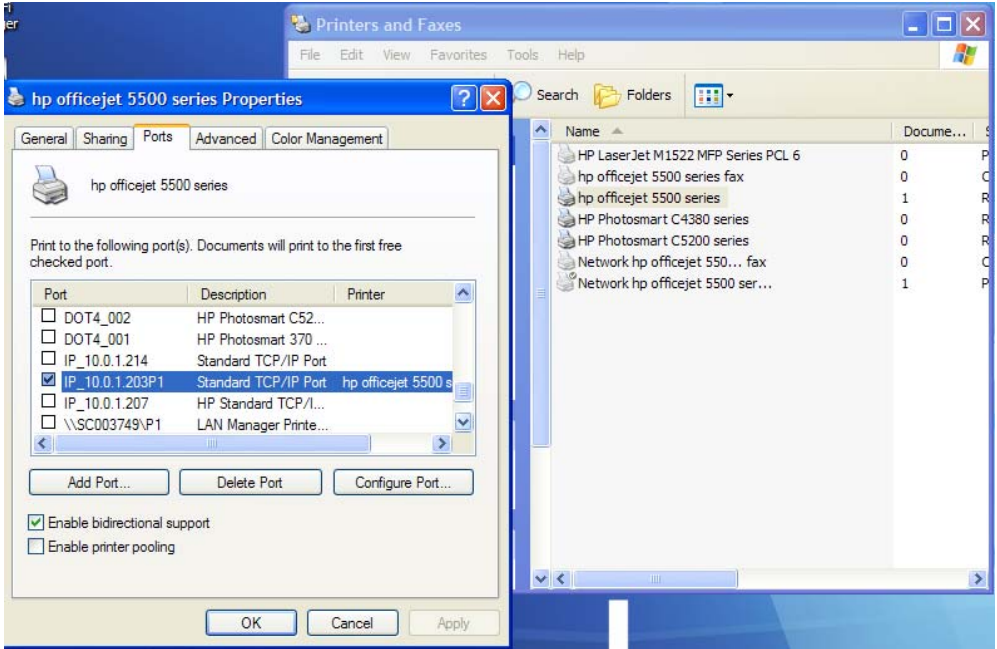 er
Printers and Faxes
File Edit View Favorites Tools Help
Search Folders
hp officejet 5500 series Properties
General Sharing Ports Advanced Color Management
hp officejet 5500 series
Print to the following port(s). Documents will print to the first free
checked port.
Port Description Printer
DOT4_002 HP Photosmart C52...
DOT4_001 HP Photosmart 370 ...
IP_10.0.1.214 Standard TCP/IP Port
IP_10.0.1.203P1 Standard TCP/IP Port hp officejet 5500 s
IP_10.0.1.207 HP Standard TCP/I...
\\SC003749\P1 LAN Manager Printe...
Add Port... Delete Port Configure Port...
Enable bidirectional support
Enable printer pooling
OK Cancel Apply
Name Docume... S
HP LaserJet M1522 MFP Series PCL 6 0 P
hp officejet 5500 series fax 0 C
hp officejet 5500 series 1 R
HP Photosmart C4380 series 0 R
HP Photosmart C5200 series 0 R
Network hp officejet 550... fax 0 C
Network hp officejet 5500 ser... 1 P